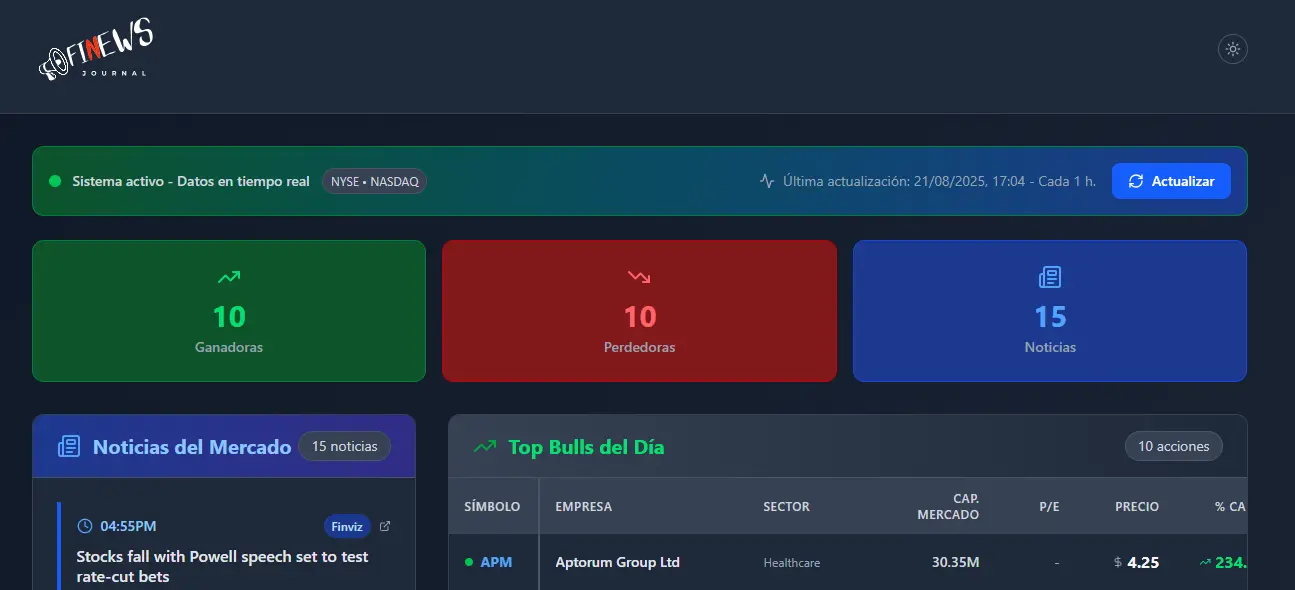 FINEWS
JOURNAL
Sistema activo - Datos en tiempo real
NYSE • NASDAQ
Última actualización: 21/08/2025, 17:04 - Cada 1 h.
Actualizar
10
Ganadoras
10
Perdedoras
15
Noticias
Noticias del Mercado
15 noticias
04:55PM
Finviz
Stocks fall with Powell speech set to test
rate-cut bets
Top Bulls del Día
10 acciones
SÍMBOLO EMPRESA SECTOR CAP. MERCADO P/E PRECIO % CA
APM Aptorum Group Ltd Healthcare 30.35M - $ 4.25 234.